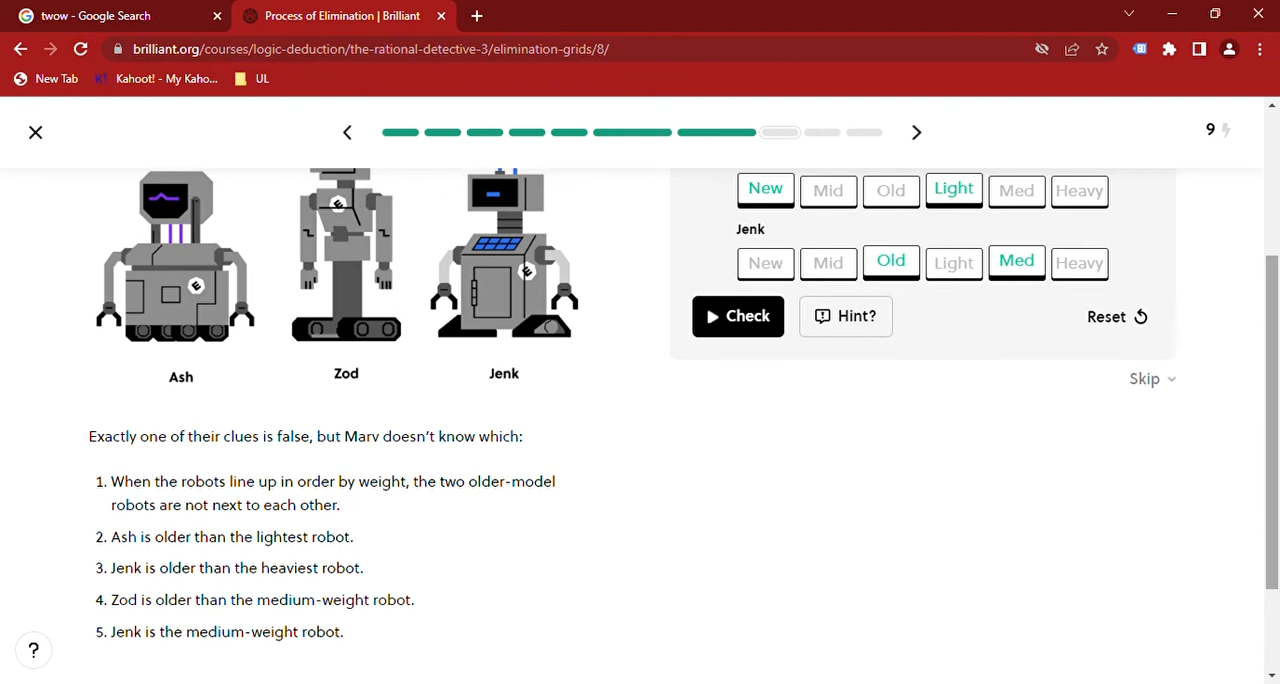 twow - Google Search
Process of Elimination | Brilliant
brilliant.org/courses/logic-deduction/the-rational-detective-3/elimination-grids/8/
New Tab
K! Kahoot! - My Kaho...
UL
9
New Mid Old Light Med Heavy
Jenk
New Mid Old Light Med Heavy
Check
Hint?
Reset
Skip
E
E
E
Ash
Zod
Jenk
Exactly one of their clues is false, but Marv doesn't know which:
1. When the robots line up in order by weight, the two older-model
robots are not next to each other.
2. Ash is older than the lightest robot.
3. Jenk is older than the heaviest robot.
4. Zod is older than the medium-weight robot.
5. Jenk is the medium-weight robot.
?